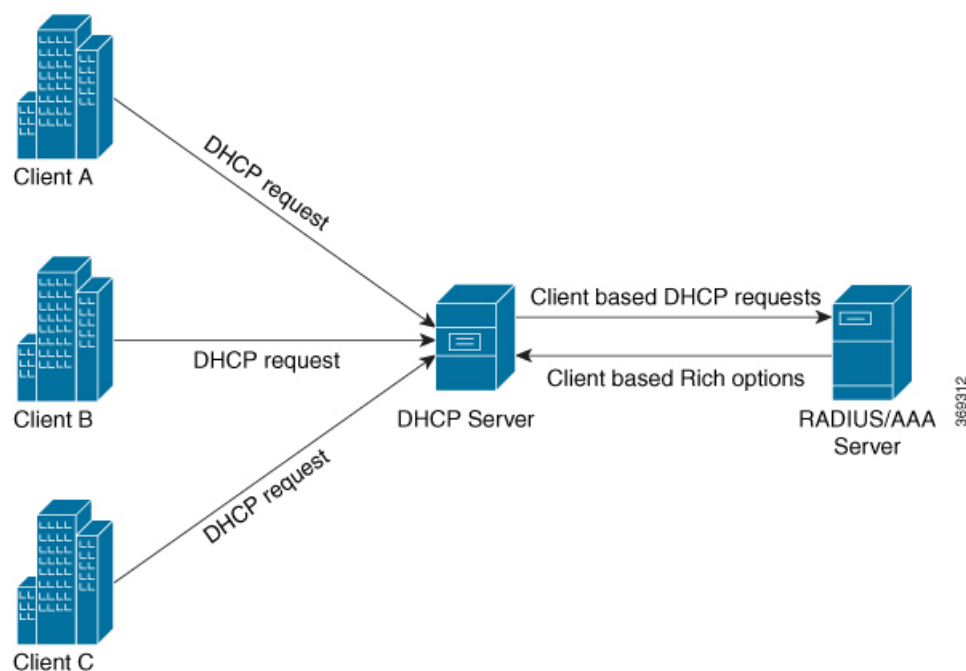 Client A
DHCP request
Client B
DHCP request
Client C
DHCP request
DHCP Server
Client based DHCP requests
Client based Rich options
RADIUS/AAA
Server
369312